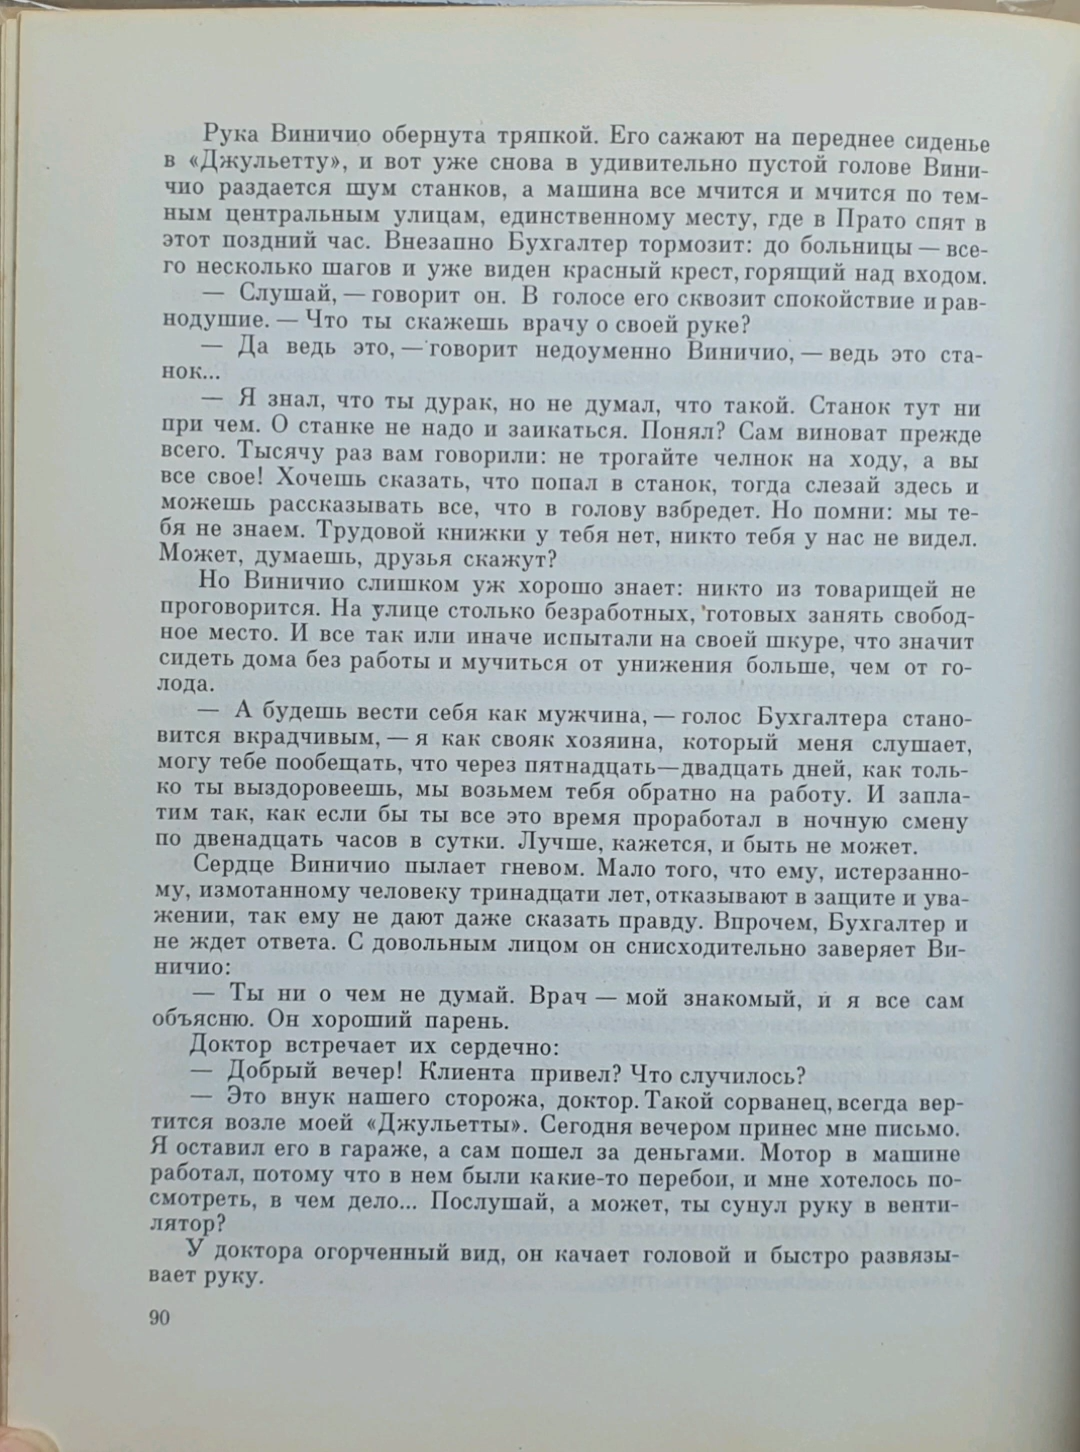 Рука Виничио обернута тряпкой. Его сажают на переднее сиденье
в «Джульетту», и вот уже снова в удивительно пустой голове Вини-
чио раздается шум станков, а машина все мчится и мчится по тем-
ным центральным улицам, единственному месту, где в Прато спят в
этот поздний час. Внезапно Бухгалтер тормозит: до больницы — все-
го несколько шагов и уже виден красный крест, горящий над входом.
— Слушай, — говорит он. В голосе его сквозит спокойствие и рав-
нодушие. — Что ты скажешь врачу о своей руке?
— Да ведь это, — говорит недоуменно Виничио, — ведь это ста-
нок...
— Я знал, что ты дурак, но не думал, что такой. Станок тут ни
при чем. О станке не надо и заикаться. Понял? Сам виноват прежде
всего. Тысячу раз вам говорили: не трогайте челнок на ходу, а вы
все свое! Хочешь сказать, что попал в станок, тогда слезай здесь и
можешь рассказывать все, что в голову взбредет. Но помни: мы те-
бя не знаем. Трудовой книжки у тебя нет, никто тебя у нас не видел.
Может, думаешь, друзья скажут?
Но Виничио слишком уж хорошо знает: никто из товарищей не
проговорится. На улице столько безработных, готовых занять свобод-
ное место. И все так или иначе испытали на своей шкуре, что значит
сидеть дома без работы и мучиться от унижения больше, чем от го-
лода.
— А будешь вести себя как мужчина, — голос Бухгалтера стано-
вится вкрадчивым, — я как свояк хозяина, который меня слушает,
могу тебе пообещать, что через пятнадцать—двадцать дней, как толь-
ко ты выздоровеешь, мы возьмем тебя обратно на работу. И запла-
тим так, как если бы ты все это время проработал в ночную смену
по двенадцать часов в сутки. Лучше, кажется, и быть не может.
Сердце Виничио пылает гневом. Мало того, что ему, истерзанно-
му, измотанному человеку тринадцати лет, отказывают в защите и ува-
жении, так ему не дают даже сказать правду. Впрочем, Бухгалтер и
не ждет ответа. С довольным лицом он снисходительно заверяет Ви-
ничио:
— Ты ни о чем не думай. Врач — мой знакомый, и я все сам
объясню. Он хороший парень.
Доктор встречает их сердечно:
— Добрый вечер! Клиента привел? Что случилось?
— Это внук нашего сторожа, доктор. Такой сорванец, всегда вер-
тится возле моей «Джульетты». Сегодня вечером принес мне письмо.
Я оставил его в гараже, а сам пошел за деньгами. Мотор в машине
работал, потому что в нем были какие-то перебои, и мне хотелось по-
смотреть, в чем дело... Послушай, а может, ты сунул руку в венти-
лятор?
У доктора огорченный вид, он качает головой и быстро развязы-
вает руку.
90